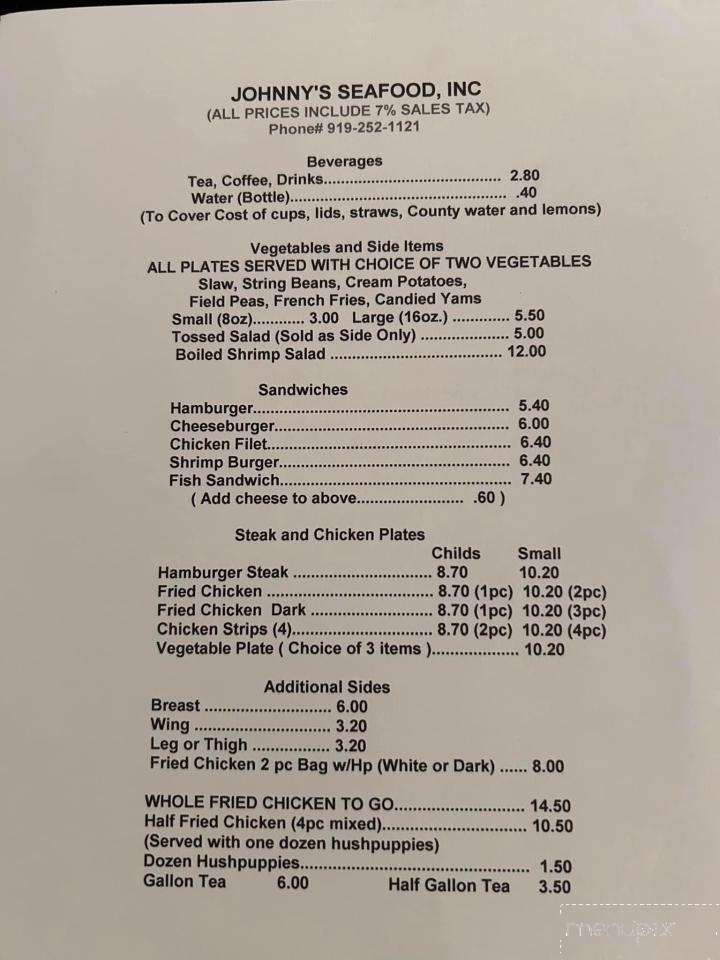 JOHNNY'S SEAFOOD, INC
(ALL PRICES INCLUDE 7% SALES TAX)
Phone# 919-252-1121
Beverages
Tea, Coffee, Drinks........................................ 2.80
Water (Bottle)................................................. .40
(To Cover Cost of cups, lids, straws, County water and lemons)
Vegetables and Side Items
ALL PLATES SERVED WITH CHOICE OF TWO VEGETABLES
Slaw, String Beans, Cream Potatoes,
Field Peas, French Fries, Candied Yams
Small (8oz)............ 3.00 Large (16oz.) ............. 5.50
Tossed Salad (Sold as Side Only) .................... 5.00
Boiled Shrimp Salad ....................................... 12.00
Sandwiches
Hamburger.......................................................... 5.40
Cheeseburger..................................................... 6.00
Chicken Filet....................................................... 6.40
Shrimp Burger.................................................... 6.40
Fish Sandwich.................................................... 7.40
( Add cheese to above........................ .60 )
Steak and Chicken Plates
Childs Small
Hamburger Steak ................................ 8.70 10.20
Fried Chicken ...................................... 8.70 (1pc) 10.20 (2pc)
Fried Chicken Dark ............................ 8.70 (1pc) 10.20 (3pc)
Chicken Strips (4)................................ 8.70 (2pc) 10.20 (4pc)
Vegetable Plate ( Choice of 3 items ).................... 10.20
Additional Sides
Breast ............................. 6.00
Wing ............................... 3.20
Leg or Thigh .................. 3.20
Fried Chicken 2 pc Bag w/Hp (White or Dark) ...... 8.00
WHOLE FRIED CHICKEN TO GO.............................. 14.50
Half Fried Chicken (4pc mixed)................................. 10.50
(Served with one dozen hushpuppies)
Dozen Hushpuppies..................................................... 1.50
Gallon Tea 6.00 Half Gallon Tea 3.50
menupix